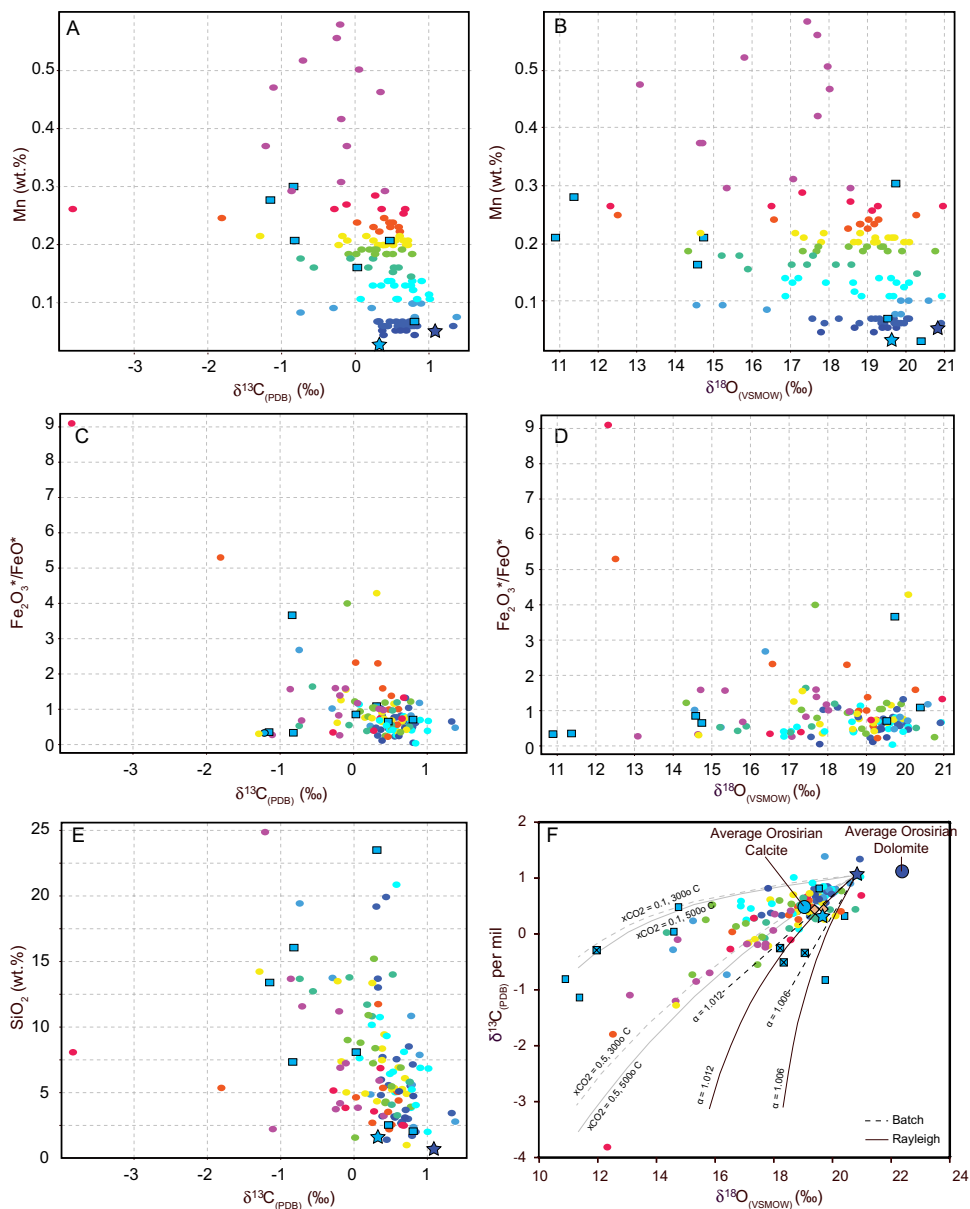 A
0.5
0.4
0.3
0.2
0.1
Mn (wt.%)
-3
-2
-1
0
1
δ13C(PDB) (‰)
B
0.5
0.4
0.3
0.2
0.1
Mn (wt.%)
11
12
13
14
15
16
17
18
19
20
21
δ18O(VSMOW) (‰)
C
9
8
7
6
5
4
3
2
1
0
Fe2O3*/FeO*
-3
-2
-1
0
1
δ13C(PDB) (‰)
D
9
8
7
6
5
4
3
2
1
0
Fe2O3*/FeO*
11
12
13
14
15
16
17
18
19
20
21
δ18O(VSMOW) (‰)
E
25
20
15
10
5
0
SiO2 (wt.%)
-3
-2
-1
0
1
δ13C(PDB) (‰)
F
2
1
0
-1
-2
-3
-4
δ13C(PDB) per mil
Average Orosirian
Calcite
Average Orosirian
Dolomite
xCO2 = 0.1, 300o C
xCO2 = 0.1, 500o C
xCO2 = 0.5, 300o C
xCO2 = 0.5, 500o C
α = 1.012
α = 1.006
α = 1.012
α = 1.006
Batch
Rayleigh
10
12
14
16
18
20
22
24
δ18O(VSMOW) (‰)